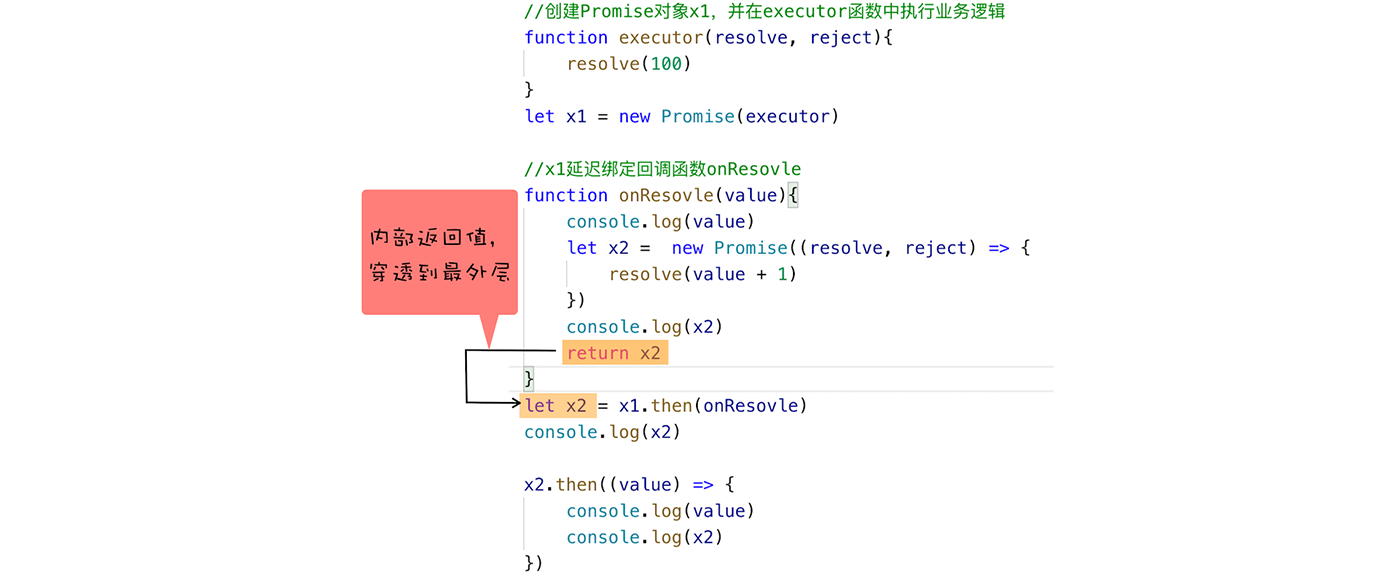 //创建Promise对象x1，并在executor函数中执行业务逻辑
function executor(resolve, reject){
    resolve(100)
}
let x1 = new Promise(executor)
//x1延迟绑定回调函数onResovle
function onResovle(value){
    console.log(value)
内部返回值，
    let x2 =  new Promise((resolve, reject) => {
穿透到最外层
        resolve(value + 1)
    })
    console.log(x2)
    return x2
}
let x2 = x1.then(onResovle)
console.log(x2)
x2.then((value) => {
    console.log(value)
    console.log(x2)
})